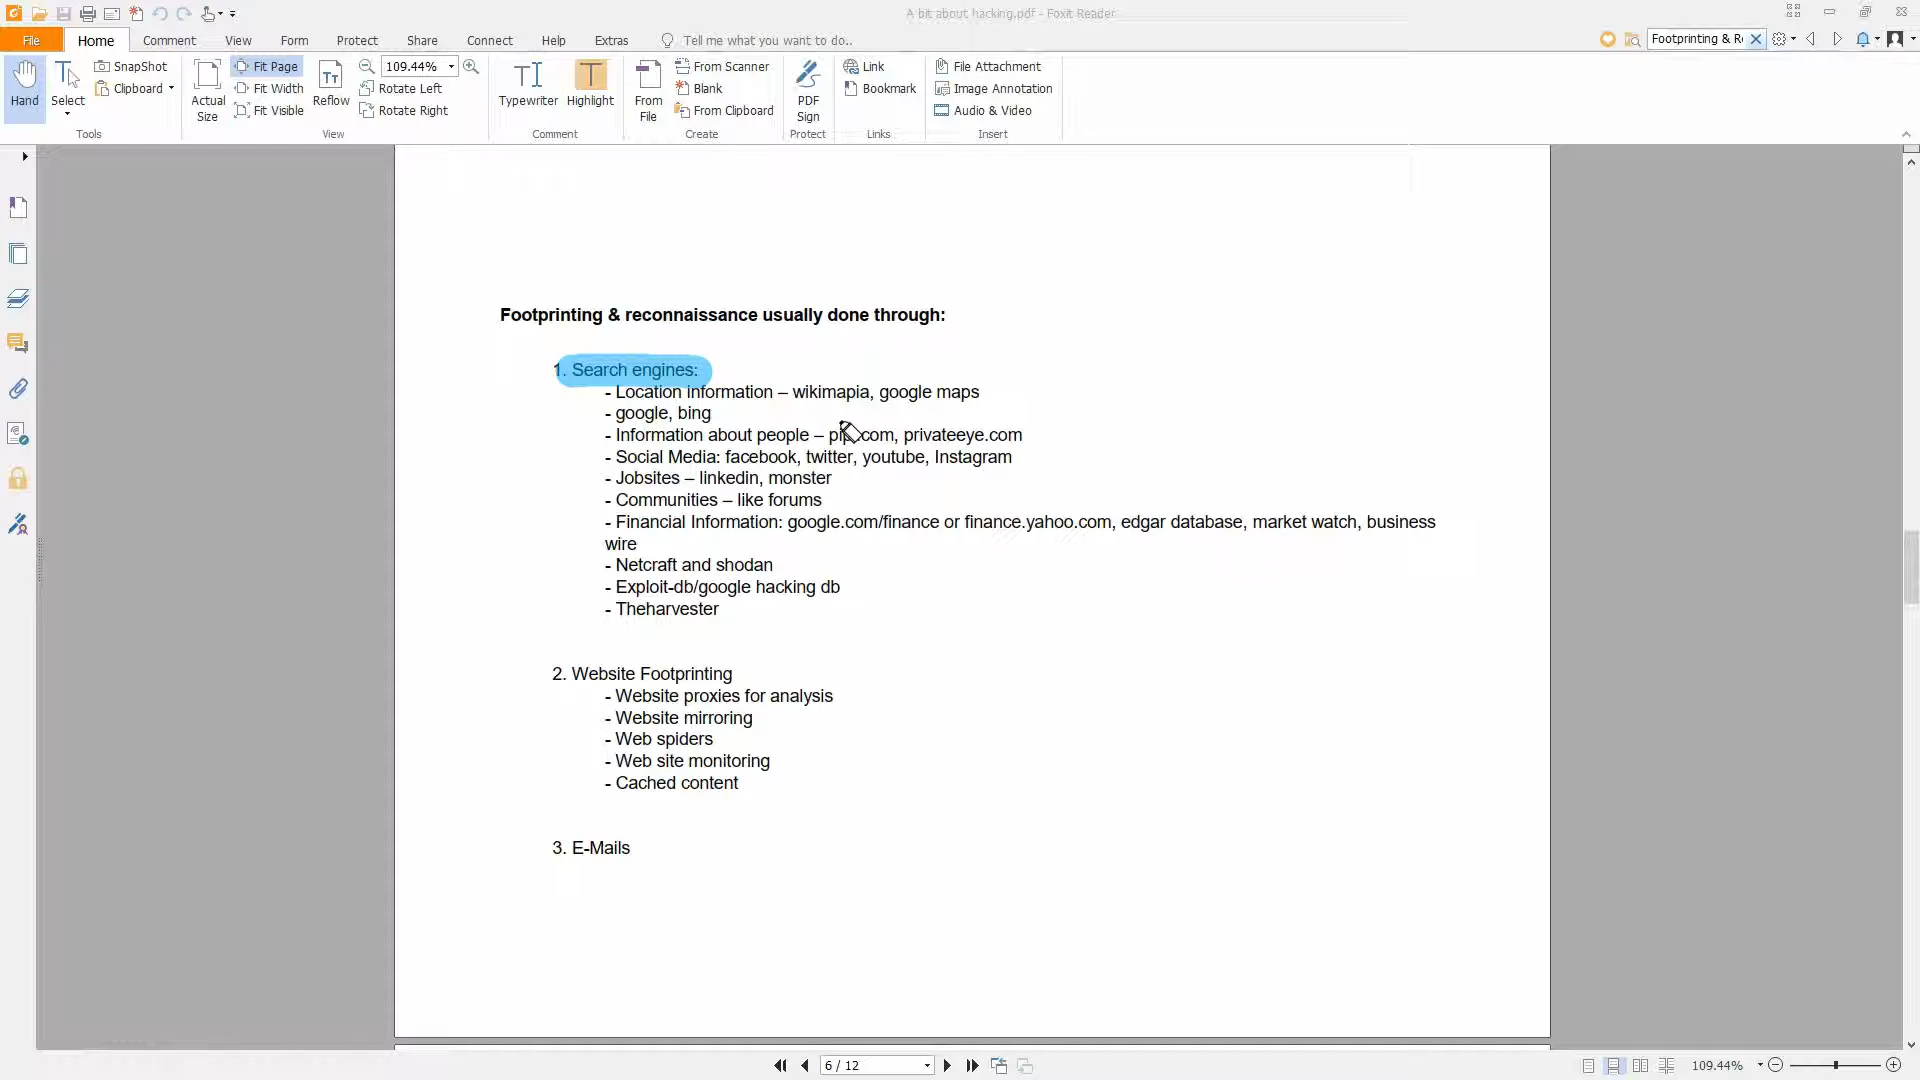 A bit about hacking.pdf - Foxit Reader
File Home Comment View Form Protect Share Connect Help Extras Tell me what you want to do..
Footprinting & R
Hand
Select
SnapShot
Clipboard
Tools
Actual Size
Fit Page
Fit Width
Fit Visible
Reflow
109.44%
Rotate Left
Rotate Right
View
Typewriter
Highlight
Comment
From File
From Scanner
Blank
From Clipboard
Create
PDF Sign
Protect
Link
Bookmark
Links
File Attachment
Image Annotation
Audio & Video
Insert
Footprinting & reconnaissance usually done through:
1. Search engines:
- Location information – wikimapia, google maps
- google, bing
- Information about people – privateeye.com
- Social Media: facebook, twitter, youtube, Instagram
- Jobsites – linkedin, monster
- Communities – like forums
- Financial Information: google.com/finance or finance.yahoo.com, edgar database, market watch, business
wire
- Netcraft and shodan
- Exploit-db/google hacking db
- Theharvester
2. Website Footprinting
- Website proxies for analysis
- Website mirroring
- Web spiders
- Web site monitoring
- Cached content
3. E-Mails
6 / 12
109.44%